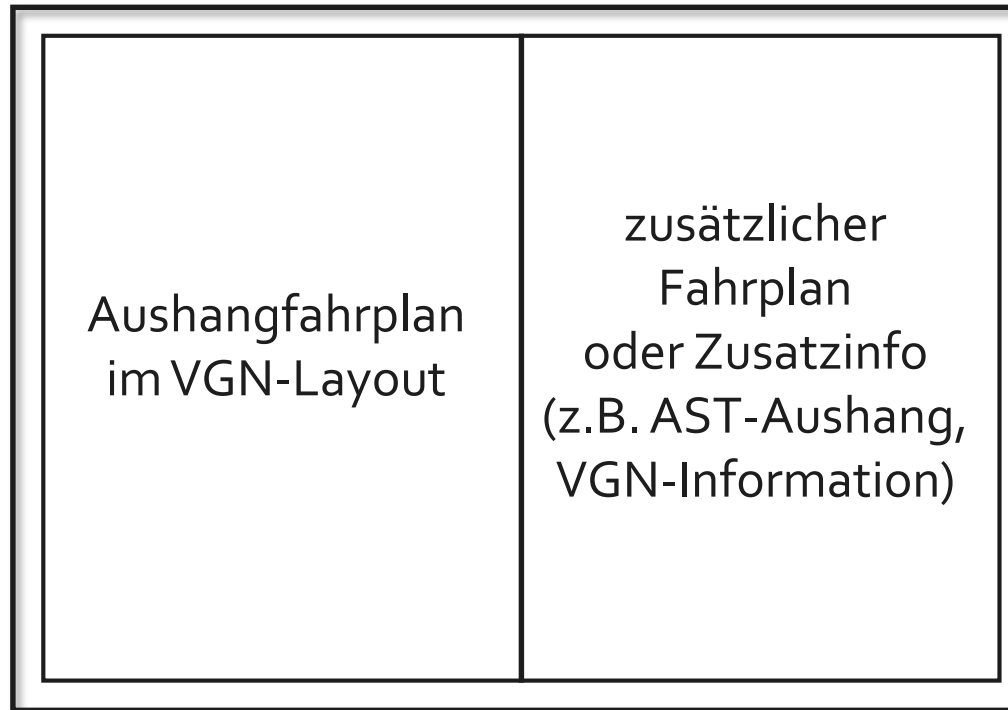 Aushangfahrplan
im VGN-Layout
zusätzlicher
Fahrplan
oder Zusatzinfo
(z.B. AST-Aushang,
VGN-Information)